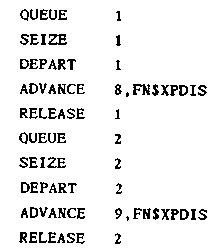 QUEUE 1
SEIZE 1
DEPART 1
ADVANCE 8,FN$XPDIS
RELEASE 1
QUEUE 2
SEIZE 2
DEPART 2
ADVANCE 9,FN$XPDIS
RELEASE 2